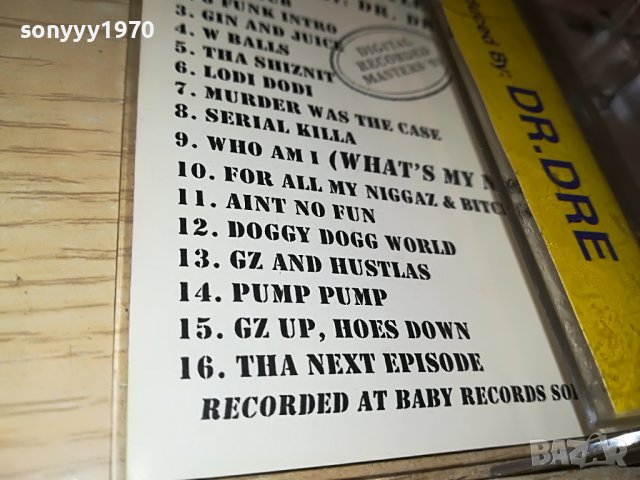 sonyyy1970
DR. DR
G FUNK INTRO
3. GIN AND JUICE
4. W BALLS
5. THA SHIZNIT
6. LODI DODI
7. MURDER WAS THE CASE
8. SERIAL KILLA
9. WHO AM I (WHAT'S MY N
10. FOR ALL MY NIGGAZ & BITC
11. AINT NO FUN
12. DOGGY DOGG WORLD
13. GZ AND HUSTLAS
14. PUMP PUMP
15. GZ UP, HOES DOWN
16. THA NEXT EPISODE
RECORDED AT BABY RECORDS SO
DIGITAL
RECORDED
MASTERS
By: DR.DRE
BAZAR